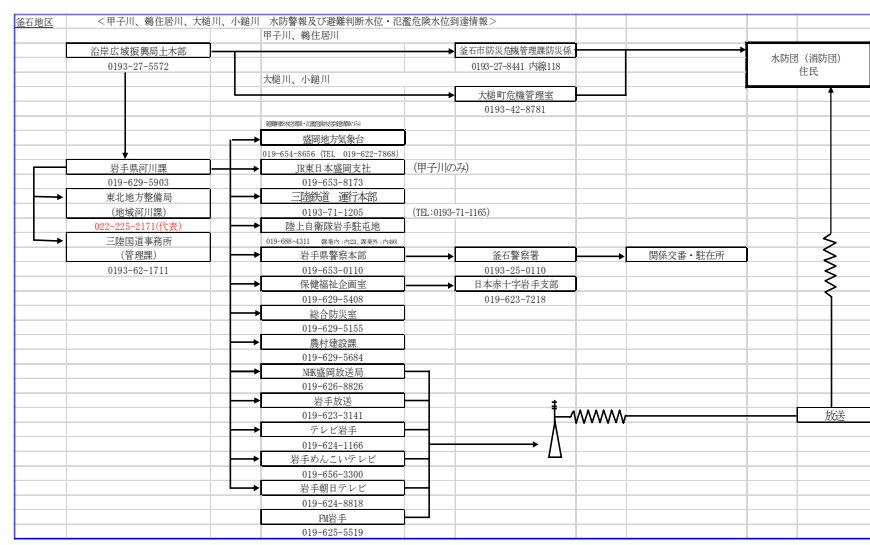 釜石地区
＜甲子川、鵜住居川、大槌川、小鎚川　水防警報及び避難判断水位・氾濫危険水位到達情報＞
甲子川、鵜住居川
沿岸広域振興局土木部
釜石市防災危機管理課防災係
水防団（消防団）
住民
0193-27-5572
0193-27-8441 内線118
大槌川、小鎚川
大槌町危機管理室
0193-42-8781
盛岡地方気象台
019-654-8656 (TEL 019-622-7868)
岩手県河川課
JR東日本盛岡支社
(甲子川のみ)
019-629-5903
019-653-8173
東北地方整備局
(地域河川課)
三陸鉄道　運行本部
0193-71-1205
(TEL:0193-71-1165)
022-225-2171(代表)
陸上自衛隊岩手駐屯地
三陸国道事務所
(管理課)
019-688-4311
0193-62-1711
岩手県警察本部
釜石警察署
関係交番・駐在所
019-653-0110
0193-25-0110
保健福祉企画室
日本赤十字岩手支部
019-629-5408
019-623-7218
総合防災室
019-629-5155
農村建設課
019-629-5684
NHK盛岡放送局
019-626-8826
岩手放送
放送
019-623-3141
テレビ岩手
019-624-1166
岩手めんこいテレビ
019-656-3300
岩手朝日テレビ
019-624-8818
FM岩手
019-625-5519